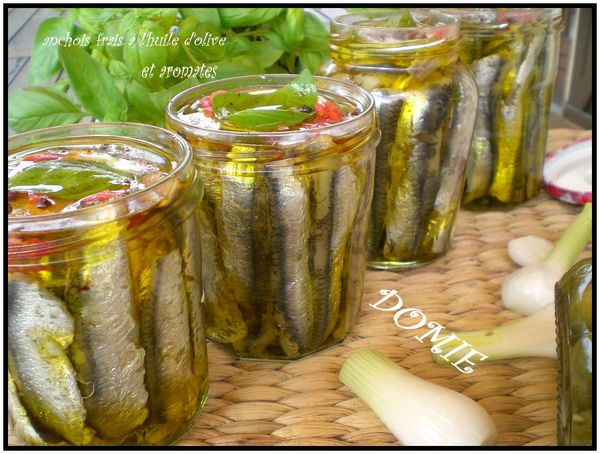 anchois frais à l'huile d'olive
et aromates
DOMIE